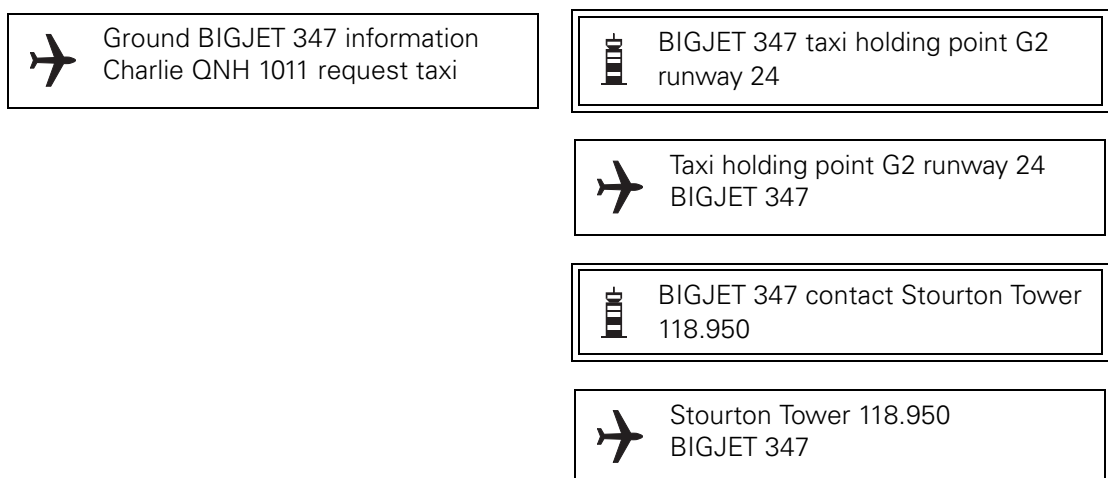 Ground BIGJET 347 information
Charlie QNH 1011 request taxi
BIGJET 347 taxi holding point G2
runway 24
Taxi holding point G2 runway 24
BIGJET 347
BIGJET 347 contact Stourton Tower
118.950
Stourton Tower 118.950
BIGJET 347